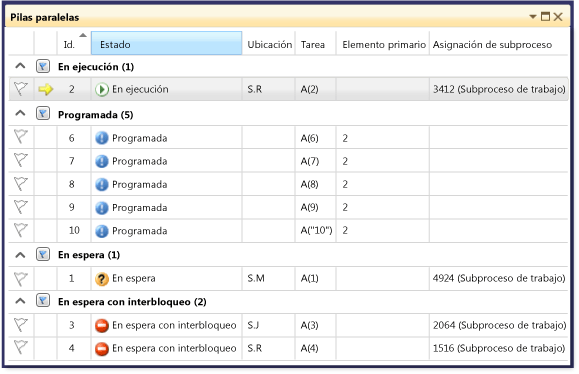 Pilas paralelas
Id. Estado Ubicación Tarea Elemento primario Asignación de subproceso
En ejecución (1)
2 En ejecución S.R A(2) 3412 (Subproceso de trabajo)
Programada (5)
6 Programada A(6) 2
7 Programada A(7) 2
8 Programada A(8) 2
9 Programada A(9) 2
10 Programada A("10") 2
En espera (1)
1 En espera S.M A(1) 4924 (Subproceso de trabajo)
En espera con interbloqueo (2)
3 En espera con interbloqueo S.J A(3) 2064 (Subproceso de trabajo)
4 En espera con interbloqueo S.R A(4) 1516 (Subproceso de trabajo)